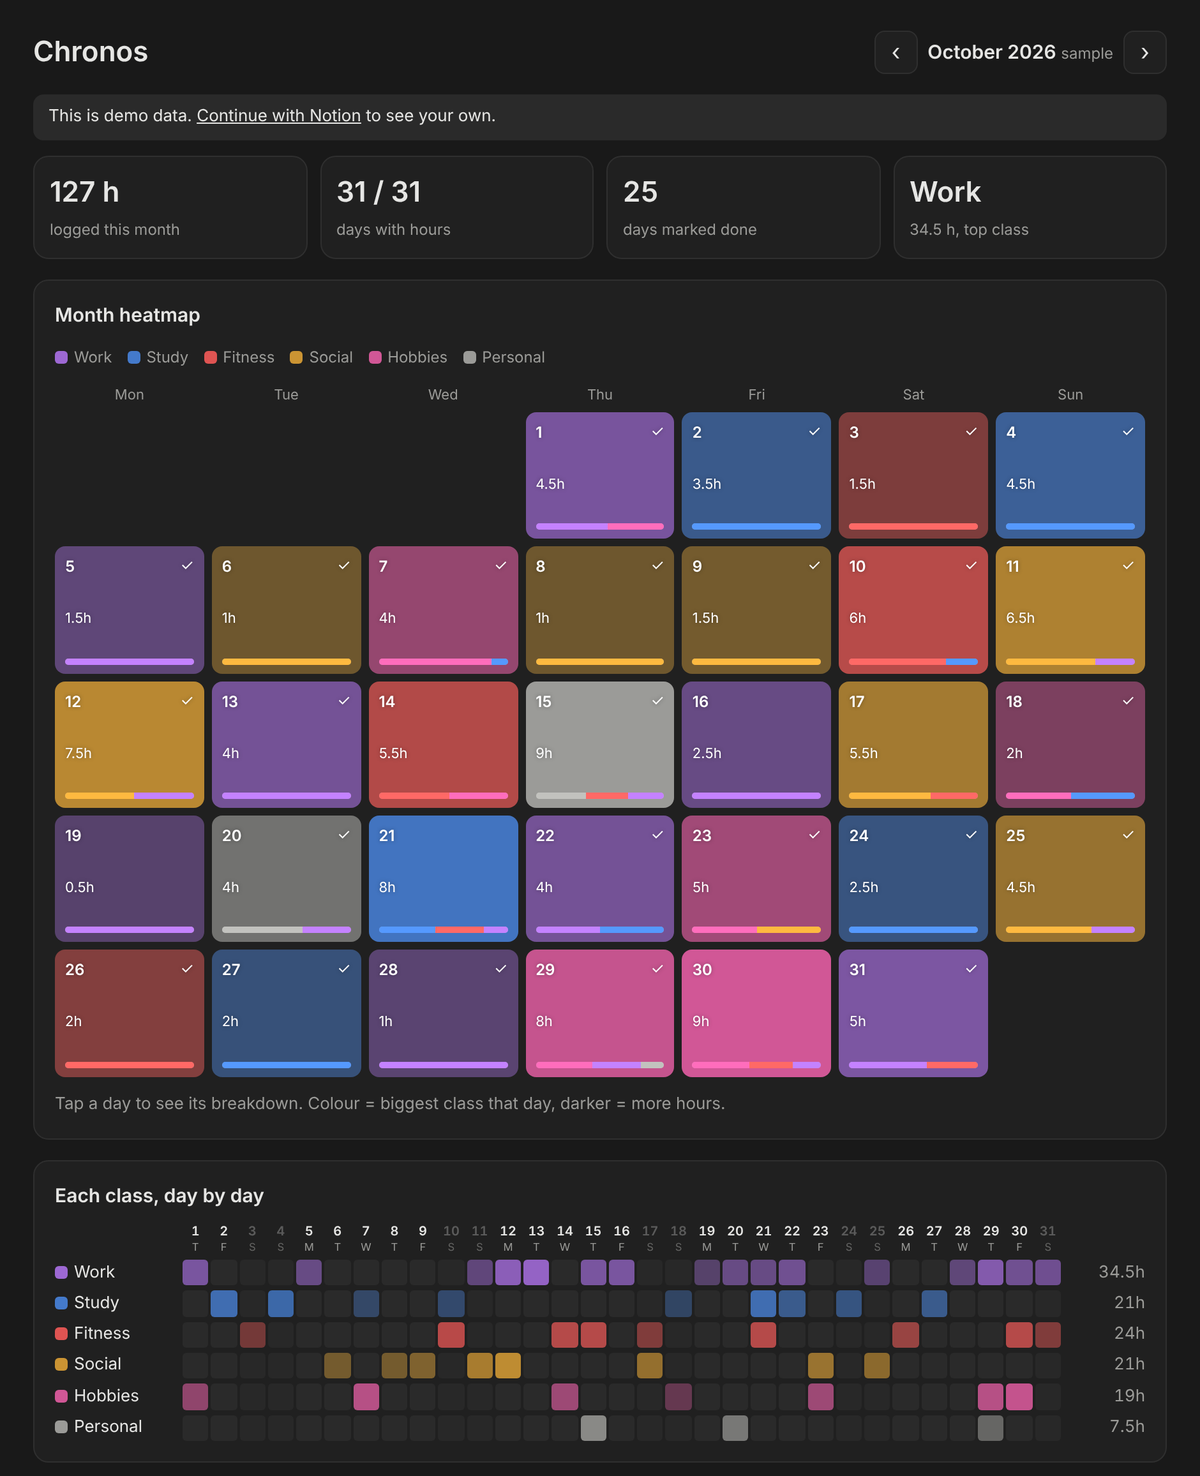 Chronos
October 2026 sample
This is demo data. Continue with Notion to see your own.
127 h
logged this month
31 / 31
days with hours
25
days marked done
Work
34.5 h, top class
Month heatmap
Work Study Fitness Social Hobbies Personal
Mon Tue Wed Thu Fri Sat Sun
1 2 3 4
4.5h 3.5h 1.5h 4.5h
5 6 7 8 9 10 11
1.5h 1h 4h 1h 1.5h 6h 6.5h
12 13 14 15 16 17 18
7.5h 4h 5.5h 9h 2.5h 5.5h 2h
19 20 21 22 23 24 25
0.5h 4h 8h 4h 5h 2.5h 4.5h
26 27 28 29 30 31
2h 2h 1h 8h 9h 5h
Tap a day to see its breakdown. Colour = biggest class that day, darker = more hours.
Each class, day by day
1 2 3 4 5 6 7 8 9 10 11 12 13 14 15 16 17 18 19 20 21 22 23 24 25 26 27 28 29 30 31
T F S S M T W T F S S M T W T F S S M T W T F S S M T W T F S
Work 34.5h
Study 21h
Fitness 24h
Social 21h
Hobbies 19h
Personal 7.5h